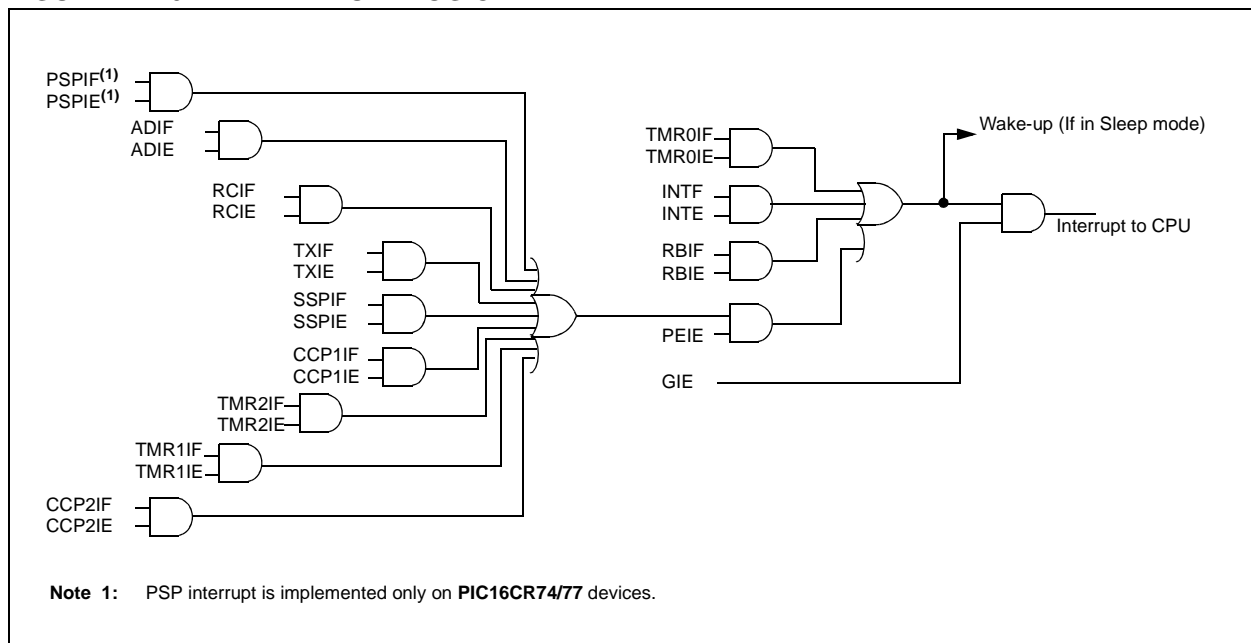 PSPIF(1)
PSPIE(1)
ADIF
ADIE
RCIF
RCIE
TXIF
TXIE
SSPIF
SSPIE
CCP1IF
CCP1IE
TMR2IF
TMR2IE
TMR1IF
TMR1IE
CCP2IF
CCP2IE
TMR0IF
TMR0IE
INTF
INTE
RBIF
RBIE
PEIE
GIE
Wake-up (If in Sleep mode)
Interrupt to CPU
Note 1: PSP interrupt is implemented only on PIC16CR74/77 devices.